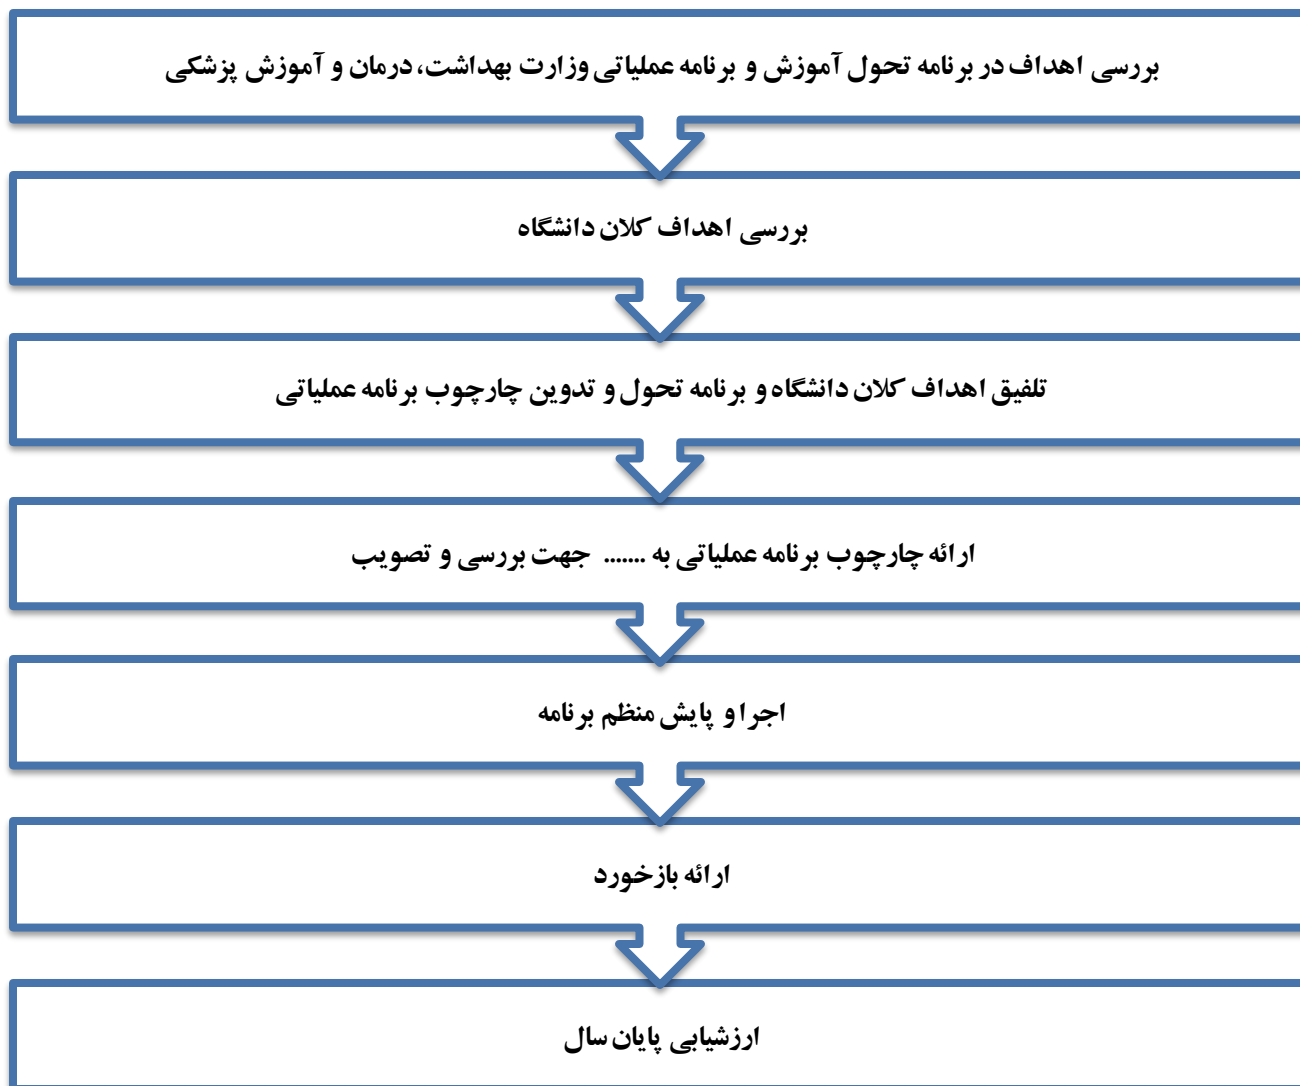 بررسی اهداف در برنامه تحول آموزش و برنامه عملیاتی وزارت بهداشت، درمان و آموزش پزشکی
بررسی اهداف کلان دانشگاه
تلفیق اهداف کلان دانشگاه و برنامه تحول و تدوین چارچوب برنامه عملیاتی
ارائه چارچوب برنامه عملیاتی به ....... جهت بررسی و تصویب
اجرا و پایش منظم برنامه
ارائه بازخورد
ارزشیابی پایان سال